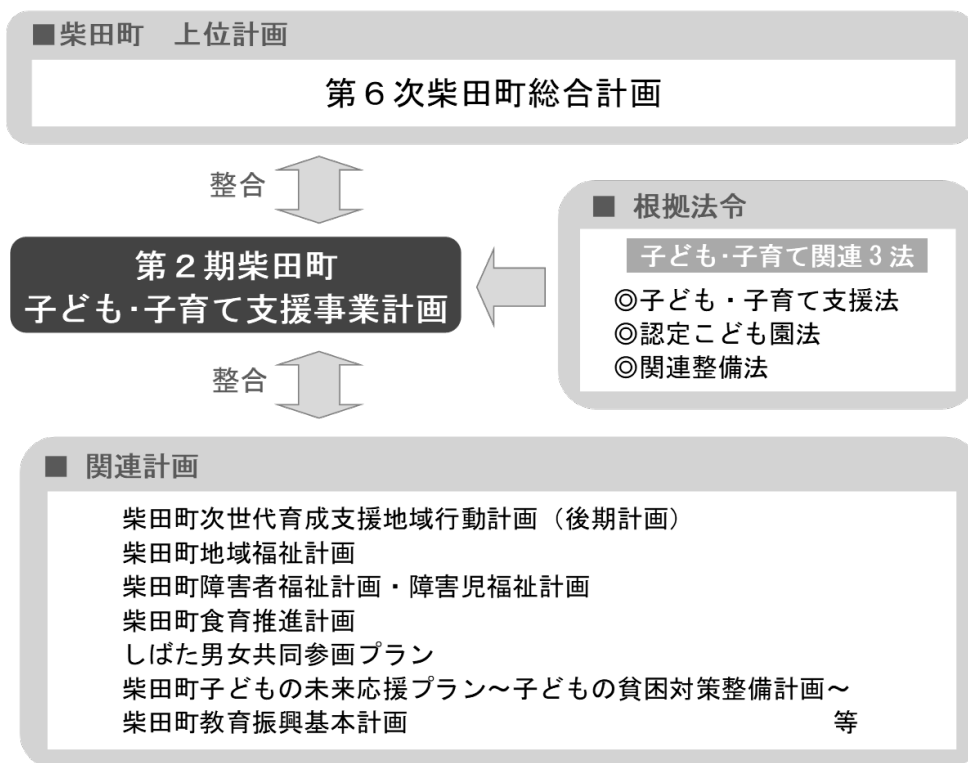 ■柴田町　上位計画
第６次柴田町総合計画
整合
■ 根拠法令
子ども・子育て関連３法
◎子ども・子育て支援法
◎認定こども園法
◎関連整備法
第２期柴田町
子ども・子育て支援事業計画
整合
■ 関連計画
柴田町次世代育成支援地域行動計画（後期計画）
柴田町地域福祉計画
柴田町障害者福祉計画・障害児福祉計画
柴田町食育推進計画
しばた男女共同参画プラン
柴田町子どもの未来応援プラン～子どもの貧困対策整備計画～
柴田町教育振興基本計画　　　　　　　　　　　　　　　　等